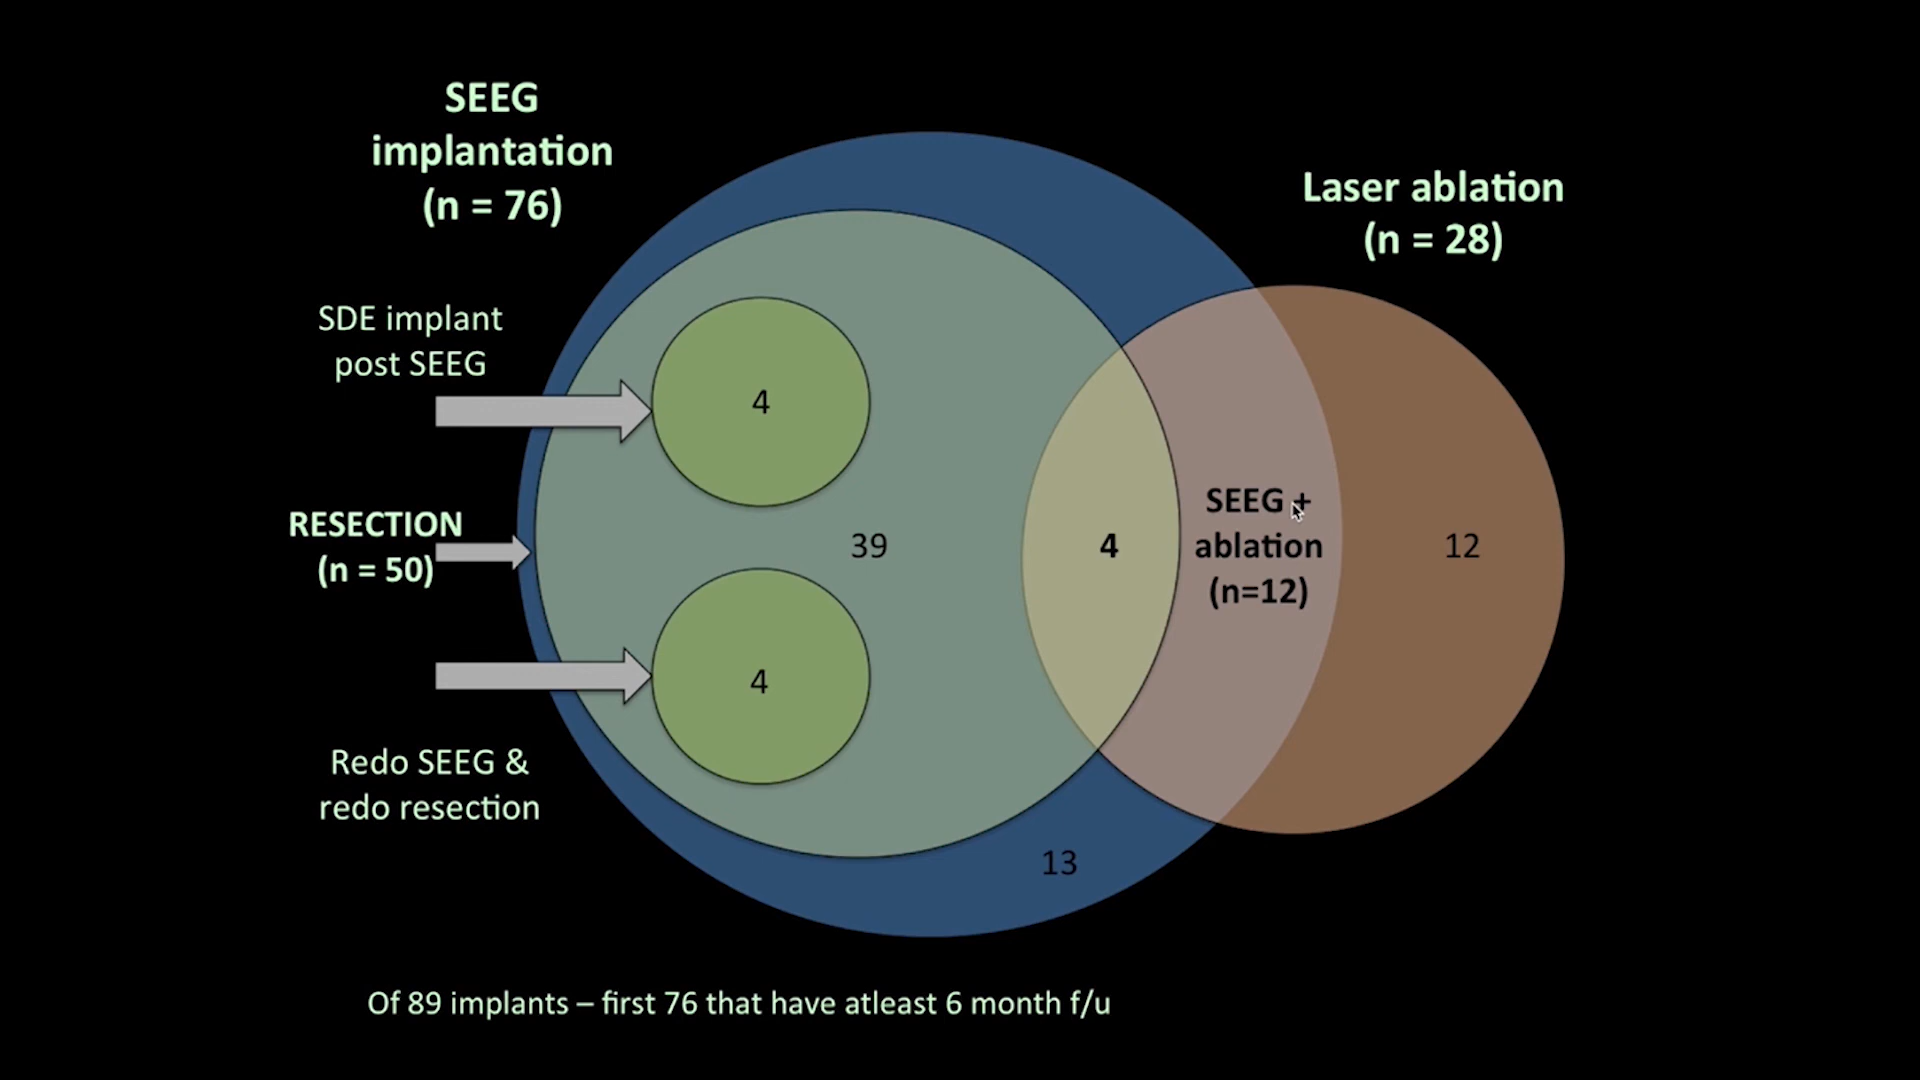 SEEG
implantation
(n = 76)
Laser ablation
(n = 28)
SDE implant
post SEEG
4
RESECTION
(n = 50)
39
4
SEEG +
ablation
(n=12)
12
4
Redo SEEG &
redo resection
13
Of 89 implants – first 76 that have atleast 6 month f/u